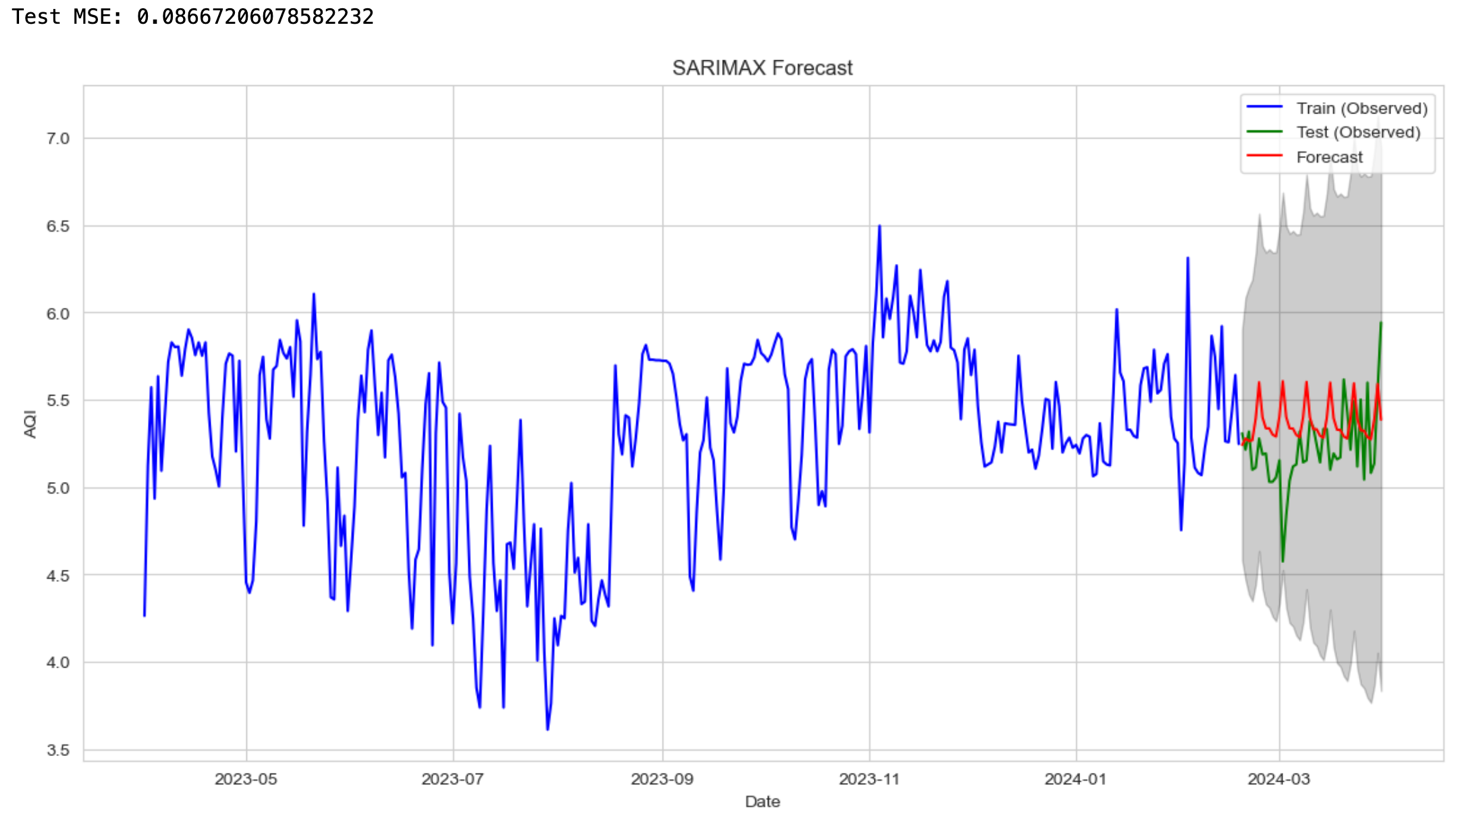 Test MSE: 0.08667206078582232
SARIMAX Forecast
Train (Observed)
Test (Observed)
Forecast
7.0
6.5
6.0
5.5
5.0
4.5
4.0
3.5
AQI
2023-05
2023-07
2023-09
2023-11
2024-01
2024-03
Date